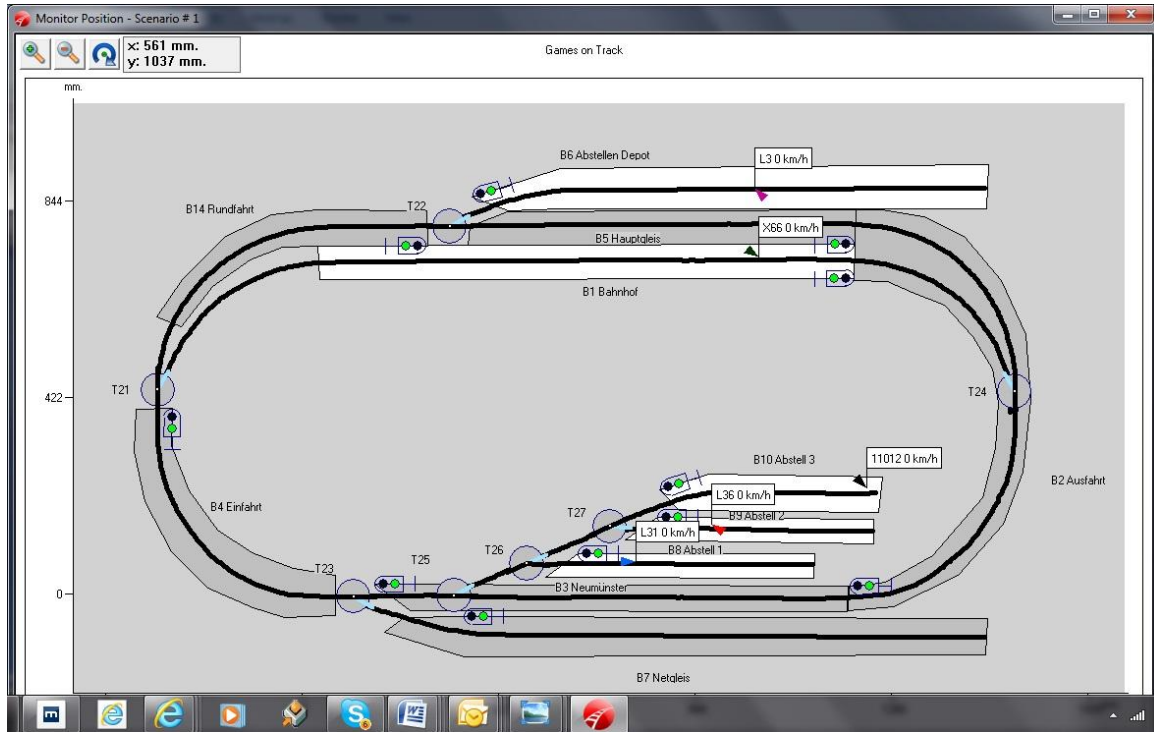 Monitor Position - Scenario # 1
x: 561 mm.
y: 1037 mm.
Games on Track
mm.
B6 Abstellen Depot
L3 0 km/h
844
T22
B14 Rundfahrt
X66 0 km/h
B5 Hauptgleis
B1 Bahnhof
T21
T24
422
B10 Abstell 3
11012 0 km/h
B2 Ausfahrt
L36 0 km/h
B4 Einfahrt
T27
B9 Abstell 2
L31 0 km/h
T26
B8 Abstell 1
T25
T23
B3 Neumünster
0
B7 Netgleis